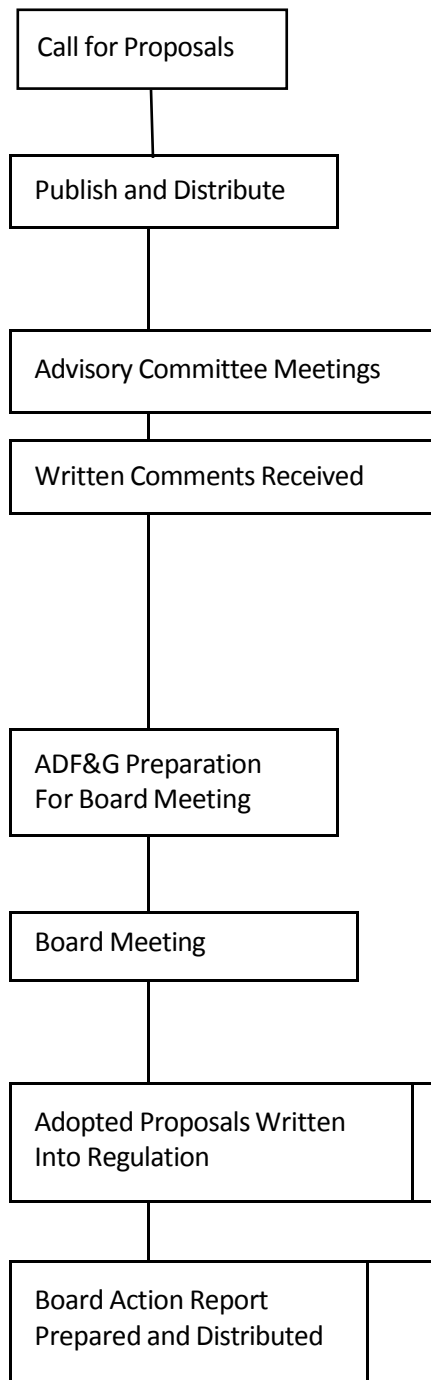 Call for Proposals
Publish and Distribute
Advisory Committee Meetings
Written Comments Received
ADF&G Preparation
For Board Meeting
Board Meeting
Adopted Proposals Written
Into Regulation
Board Action Report
Prepared and Distributed